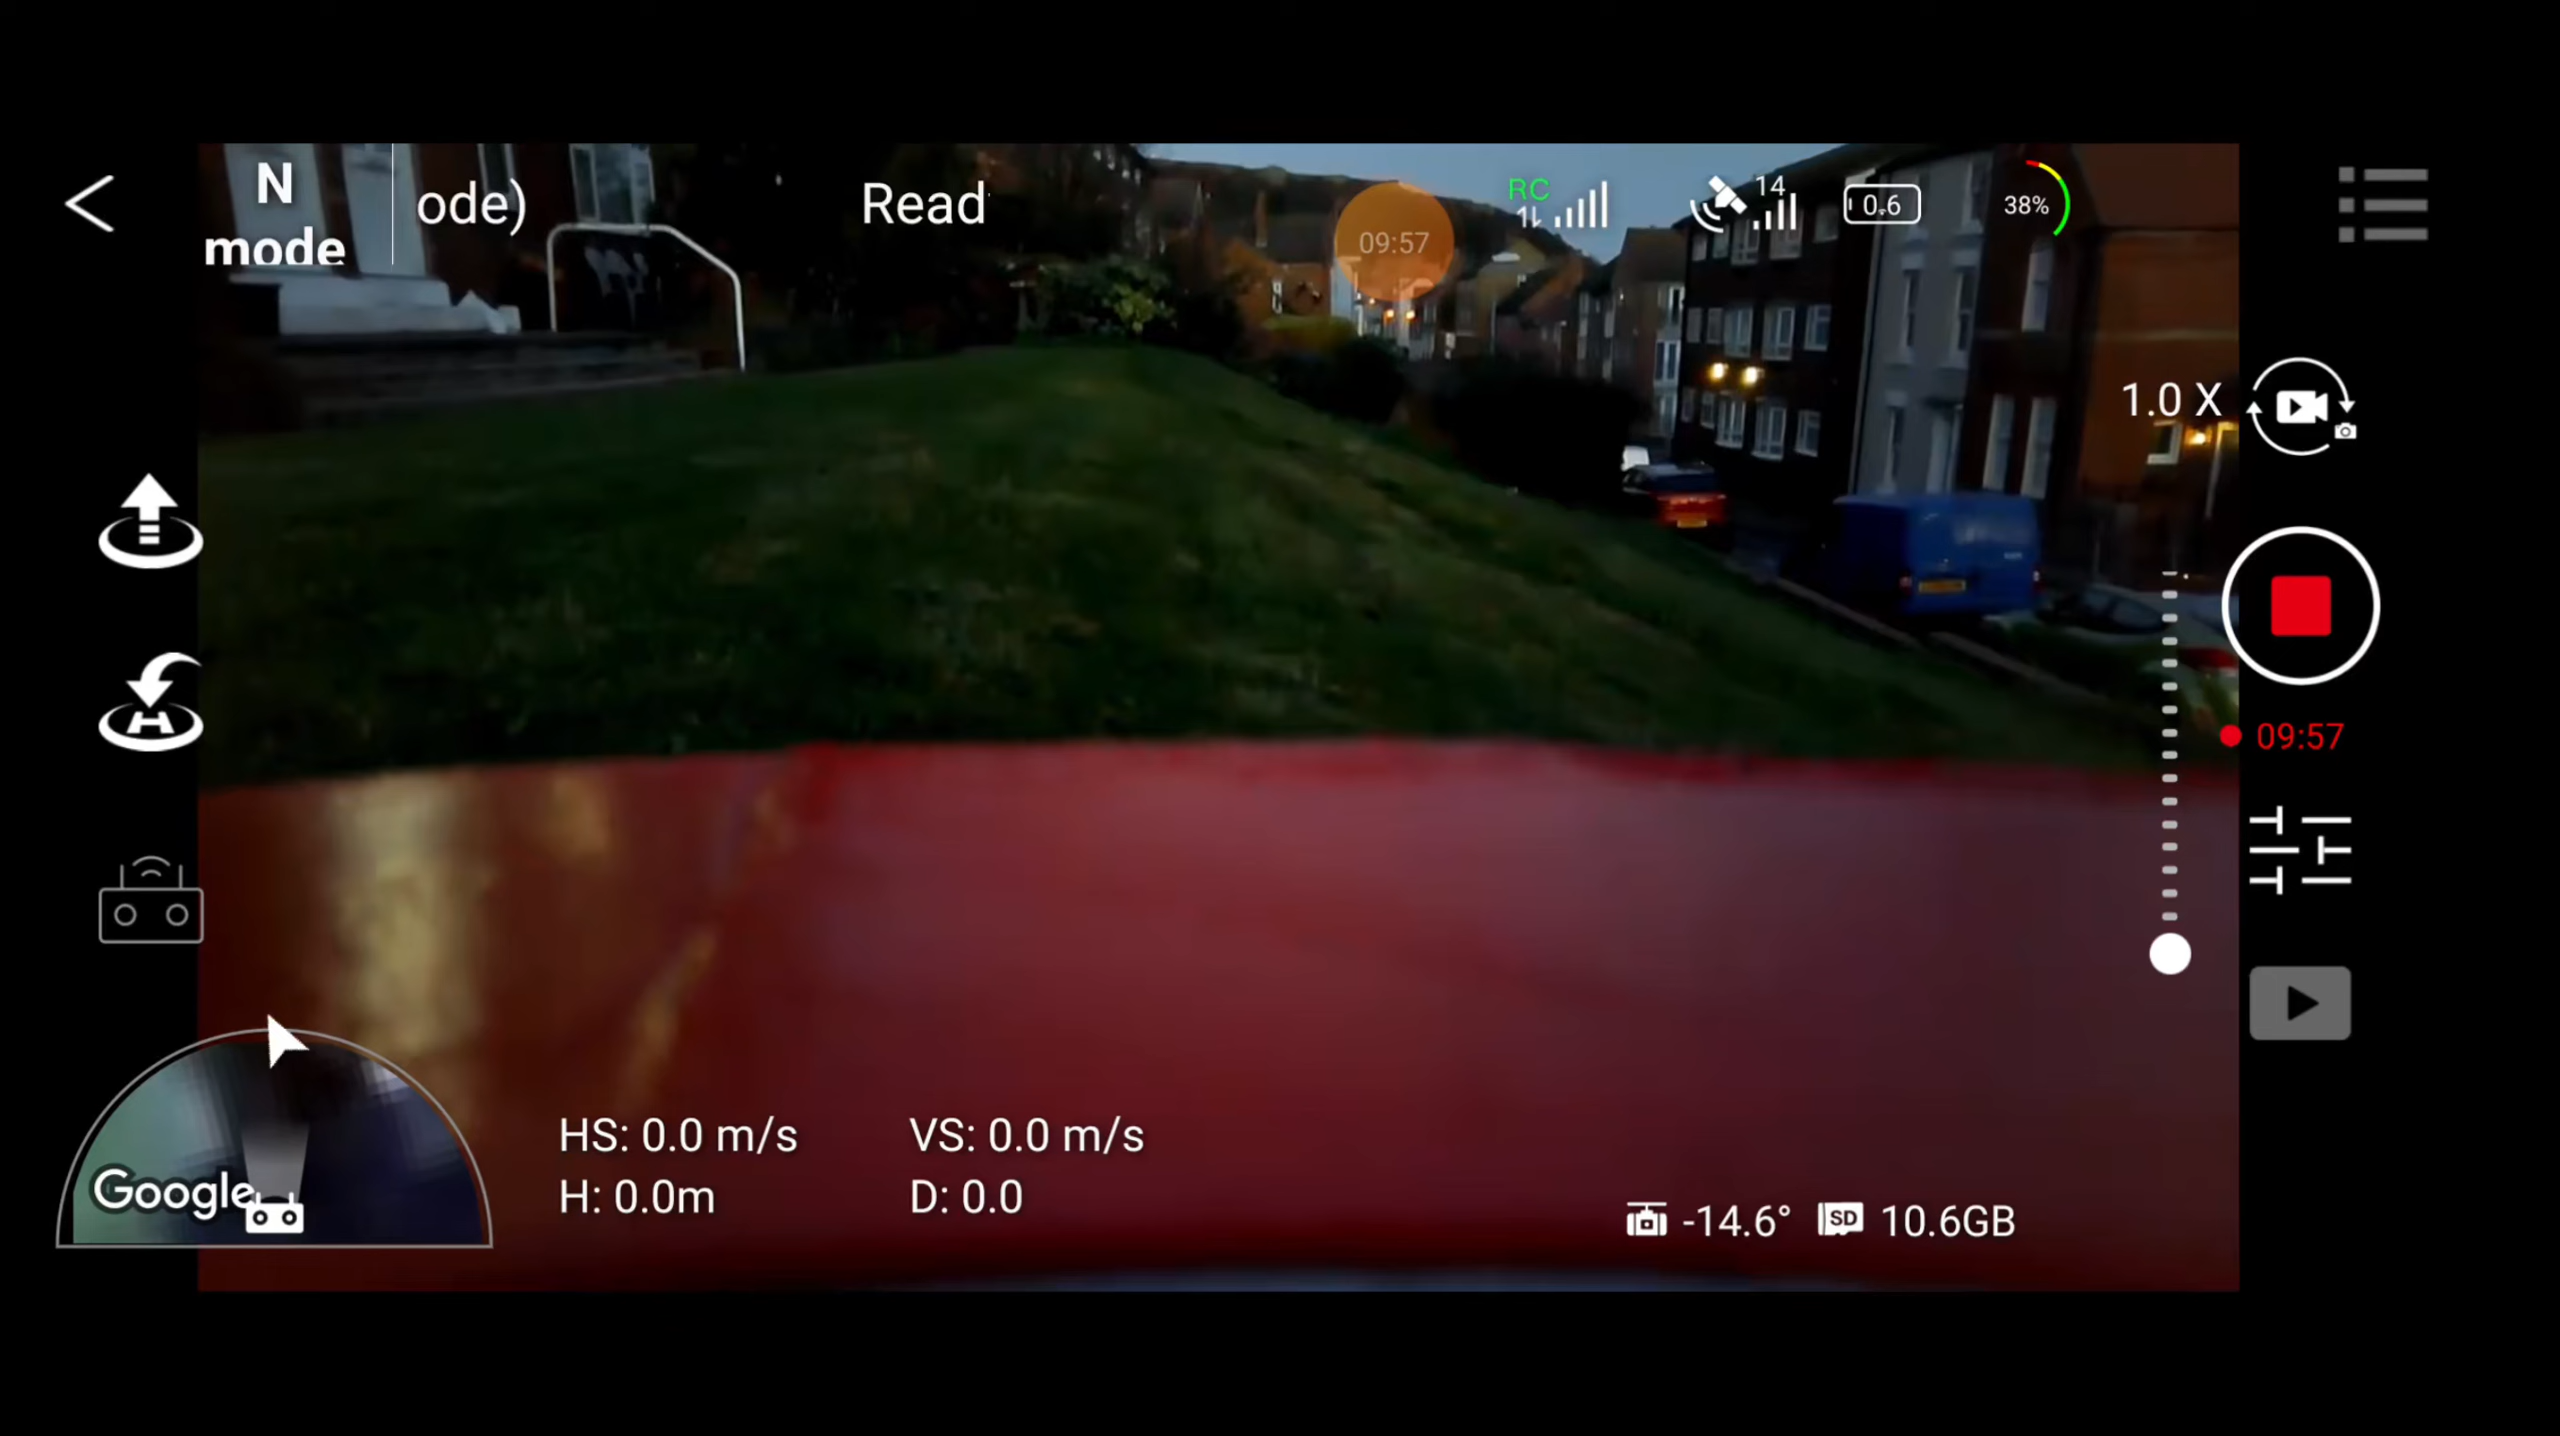 N
mode
ode)
Read
09:57
RC
14
0.6
38%
1.0 X
09:57
Google
HS: 0.0 m/s
VS: 0.0 m/s
H: 0.0m
D: 0.0
-14.6°
SD
10.6GB